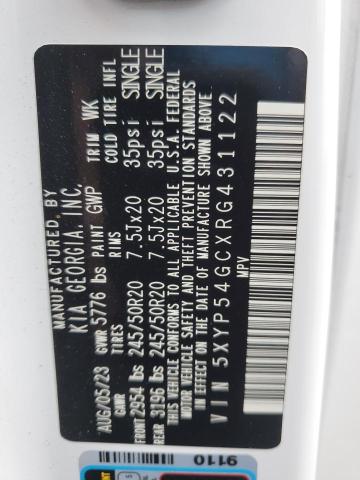 MANUFACTURED BY
KIA GEORGIA, INC.
AUG/05/23 GVWR 5776 lbs PAINT GWP TRIM WK
GAWR TIRES RIMS COLD TIRE INFL
FRONT 2954 lbs 245/50R20 7.5Jx20 35psi SINGLE
REAR 3196 lbs 245/50R20 7.5Jx20 35psi SINGLE
THIS VEHICLE CONFORMS TO ALL APPLICABLE U.S.A. FEDERAL
MOTOR VEHICLE SAFETY AND THEFT PREVENTION STANDARDS
IN EFFECT ON THE DATE OF MANUFACTURE SHOWN ABOVE.
VIN 5XYP54GCXRG431122
MPV
9110